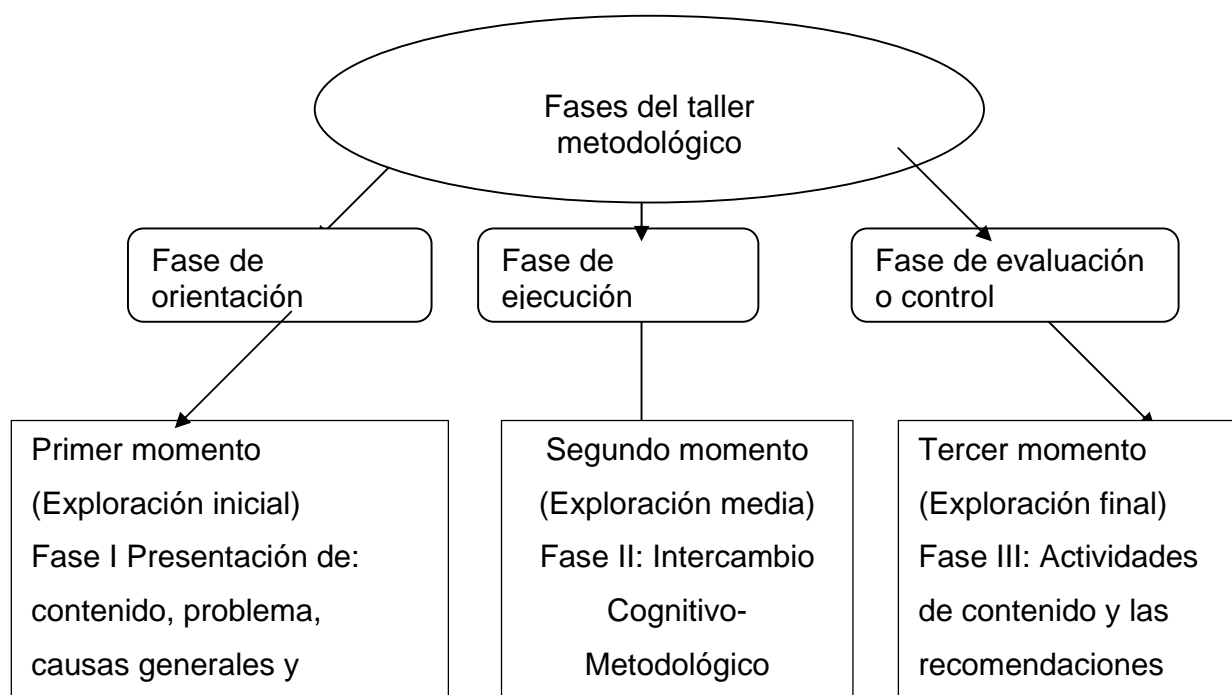 Fases del taller
metodológico
Fase de
orientación
Fase de
ejecución
Fase de evaluación
o control
Primer momento
(Exploración inicial)
Fase I Presentación de:
contenido, problema,
causas generales y
Segundo momento
(Exploración media)
Fase II: Intercambio
Cognitivo-
Metodológico
Tercer momento
(Exploración final)
Fase III: Actividades
de contenido y las
recomendaciones